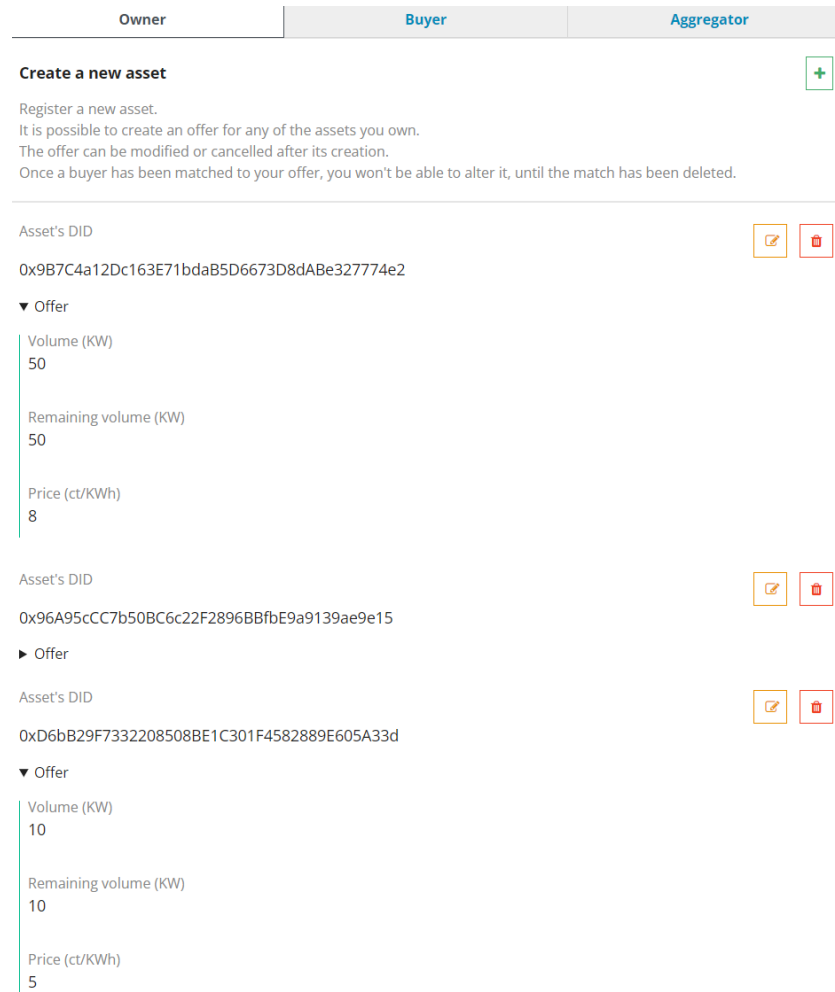 Owner
Buyer
Aggregator
Create a new asset
Register a new asset.
It is possible to create an offer for any of the assets you own.
The offer can be modified or cancelled after its creation.
Once a buyer has been matched to your offer, you won't be able to alter it, until the match has been deleted.
Asset's DID
0x9B7C4a12Dc163E71bdaB5D6673D8dABe327774e2
Offer
Volume (KW)
50
Remaining volume (KW)
50
Price (ct/KWh)
8
Asset's DID
0x96A95cCC7b50BC6c22F2896BBfbE9a9139ae9e15
Offer
Asset's DID
0xD6bB29F7332208508BE1C301F4582889E605A33d
Offer
Volume (KW)
10
Remaining volume (KW)
10
Price (ct/KWh)
5